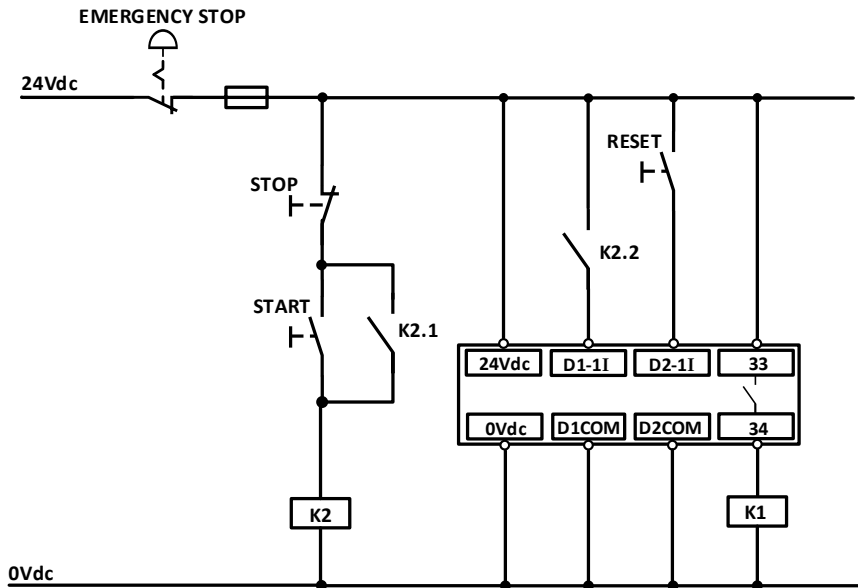 EMERGENCY STOP
24Vdc
RESET
STOP
K2.2
START
K2.1
24Vdc D1-1I D2-1I 33
0Vdc D1COM D2COM 34
K2
K1
0Vdc